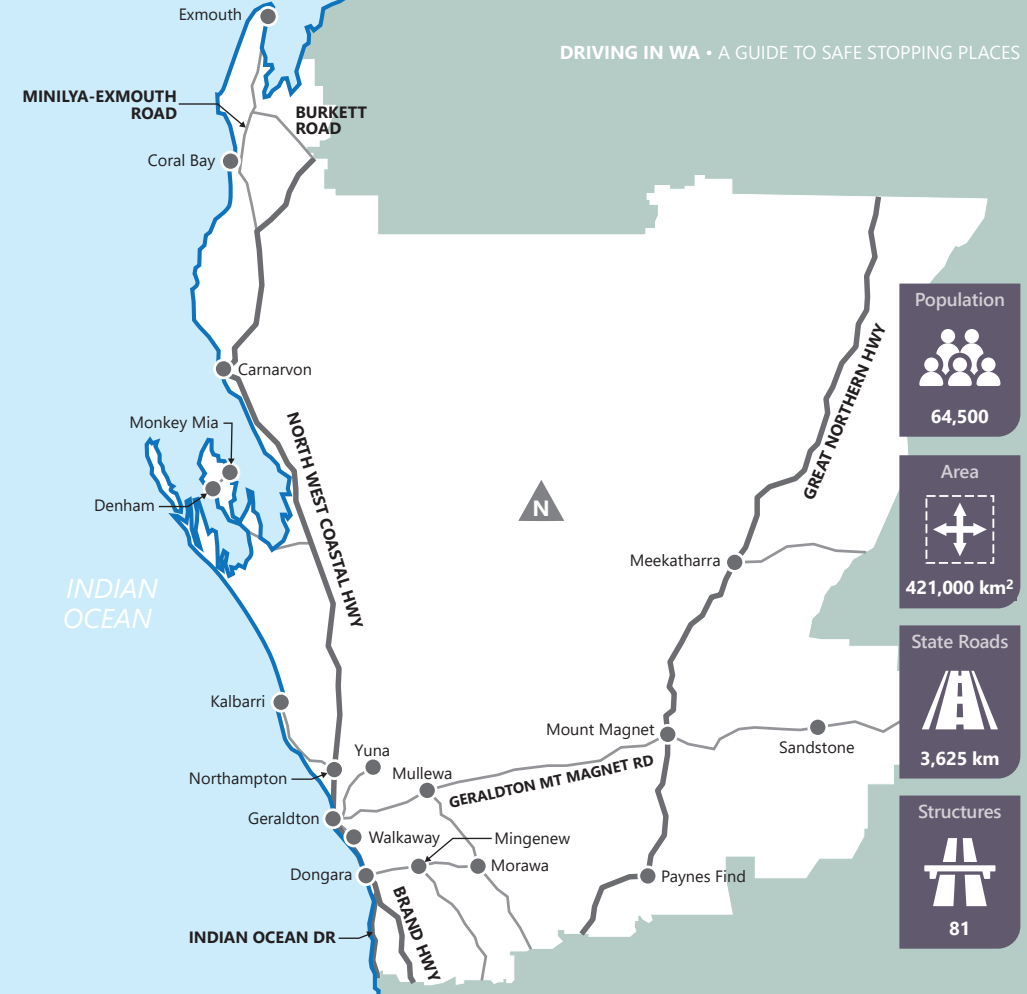 Exmouth
DRIVING IN WA • A GUIDE TO SAFE STOPPING PLACES
MINILYA-EXMOUTH
ROAD
BURKETT
ROAD
Coral Bay
Population
64,500
Carnarvon
GREAT NORTHERN HWY
Monkey Mia
NORTH WEST COASTAL HWY
Area
421,000 km²
Denham
N
Meekatharra
INDIAN
OCEAN
State Roads
3,625 km
Kalbarri
Mount Magnet
Sandstone
Yuna
Northampton
Mullewa
GERALDTON MT MAGNET RD
Structures
81
Geraldton
Walkaway
Mingenew
Dongara
Morawa
Paynes Find
BRAND HWY
INDIAN OCEAN DR